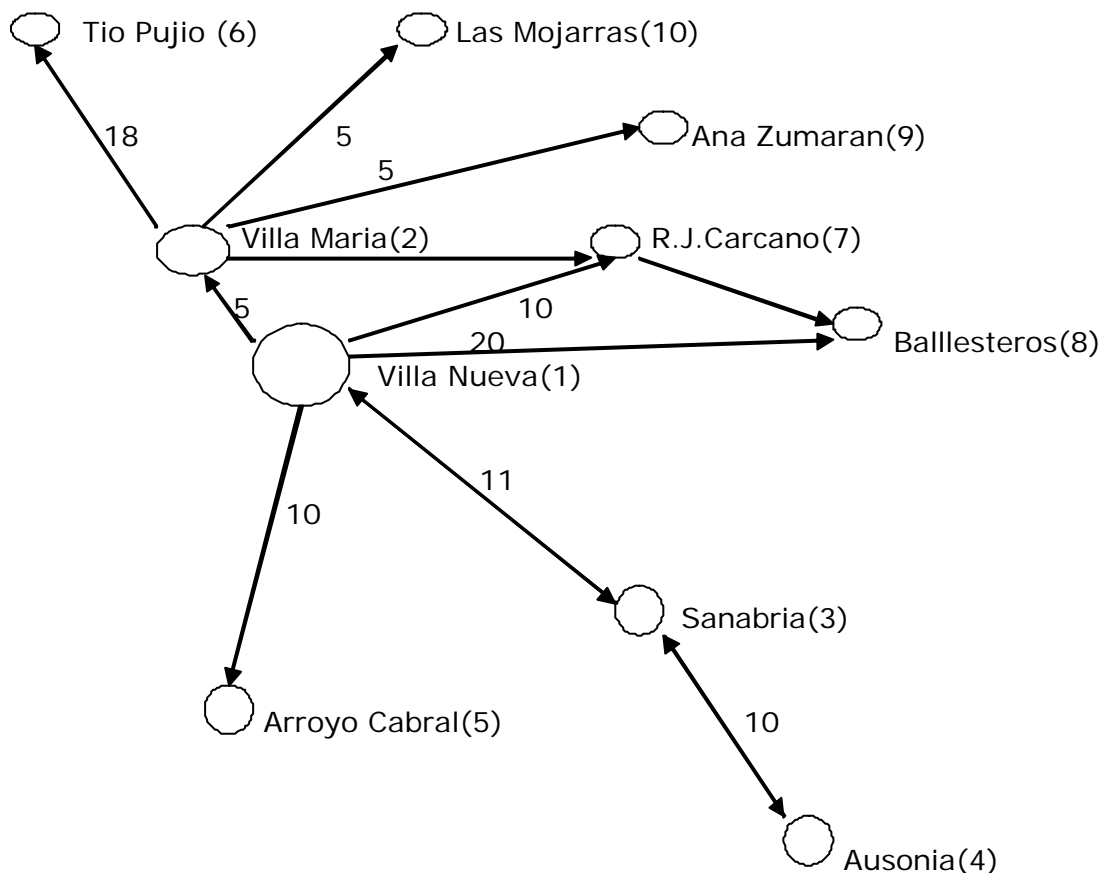 Tio Pujio (6)
Las Mojarras(10)
18
5
Ana Zumaran(9)
5
Villa Maria(2)
R.J.Carcano(7)
5
10
20
Balllesteros(8)
Villa Nueva(1)
11
10
Sanabria(3)
Arroyo Cabral(5)
10
Ausonia(4)